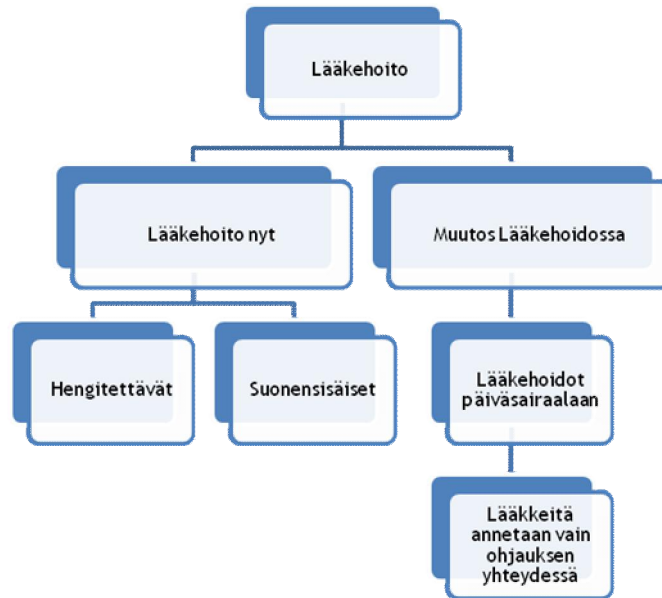 Lääkehoito
Lääkehoito nyt
Muutos Lääkehoidossa
Hengitettävät
Suonensisäiset
Lääkehoidot
päiväsairaalaan
Lääkkeitä
annetaan vain
ohjauksen
yhteydessä